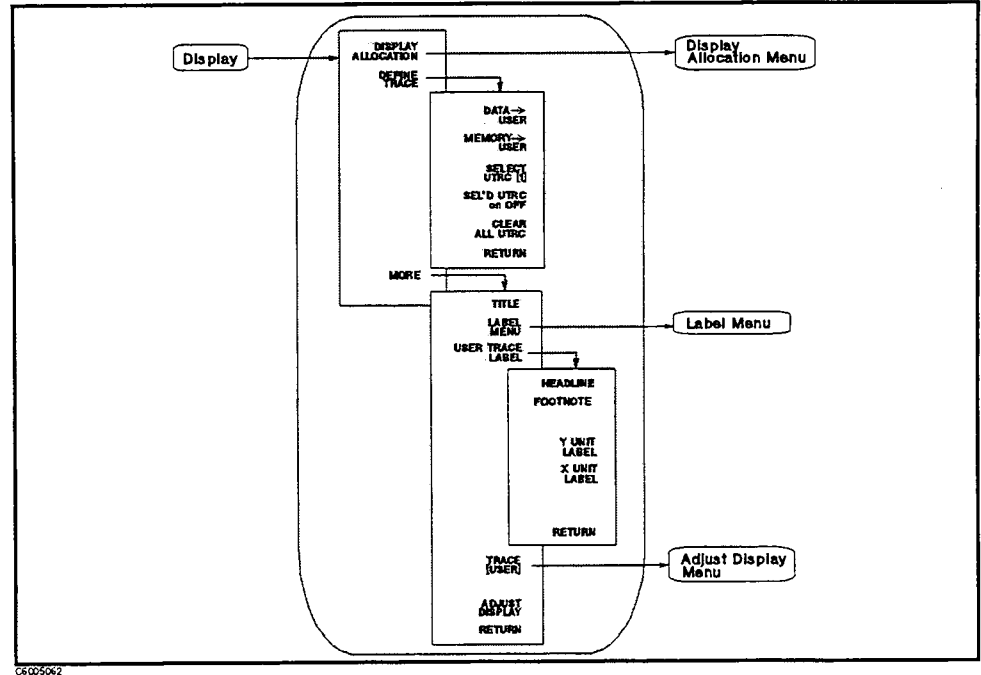 Display
DISPLAY
ALLOCATION
Display
Allocation Menu
DEFINE
TRACE
DATA→
USER
MEMORY→
USER
SELECT
UTRC [1]
SEL'D UTRC
on OFF
CLEAR
ALL UTRC
RETURN
MORE
TITLE
LABEL
MENU
Label Menu
USER TRACE
LABEL
HEADLINE
FOOTNOTE
Y UNIT
LABEL
X UNIT
LABEL
RETURN
TRACE
[USER]
Adjust Display
Menu
ADJUST
DISPLAY
RETURN
C6005062